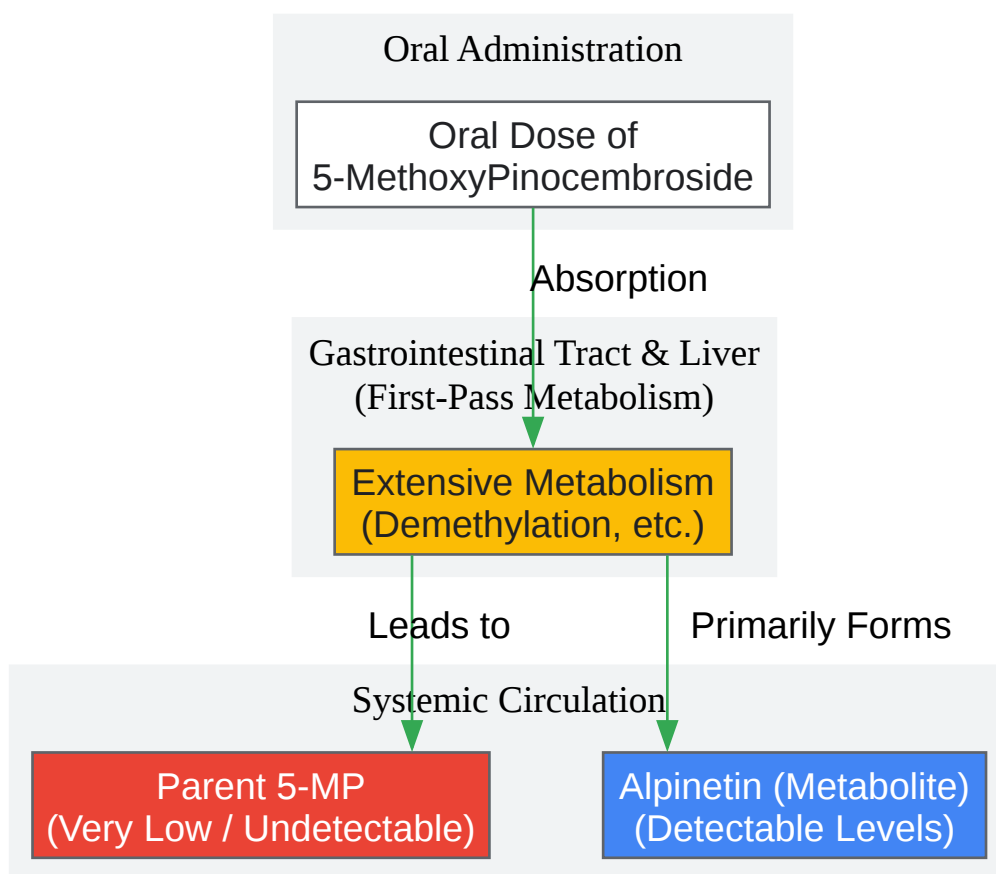 Oral Administration
Oral Dose of
5-MethoxyPinocembroside
Absorption
Gastrointestinal Tract & Liver
(First-Pass Metabolism)
Extensive Metabolism
(Demethylation, etc.)
Leads to
Primarily Forms
Systemic Circulation
Parent 5-MP
(Very Low / Undetectable)
Alpinetin (Metabolite)
(Detectable Levels)